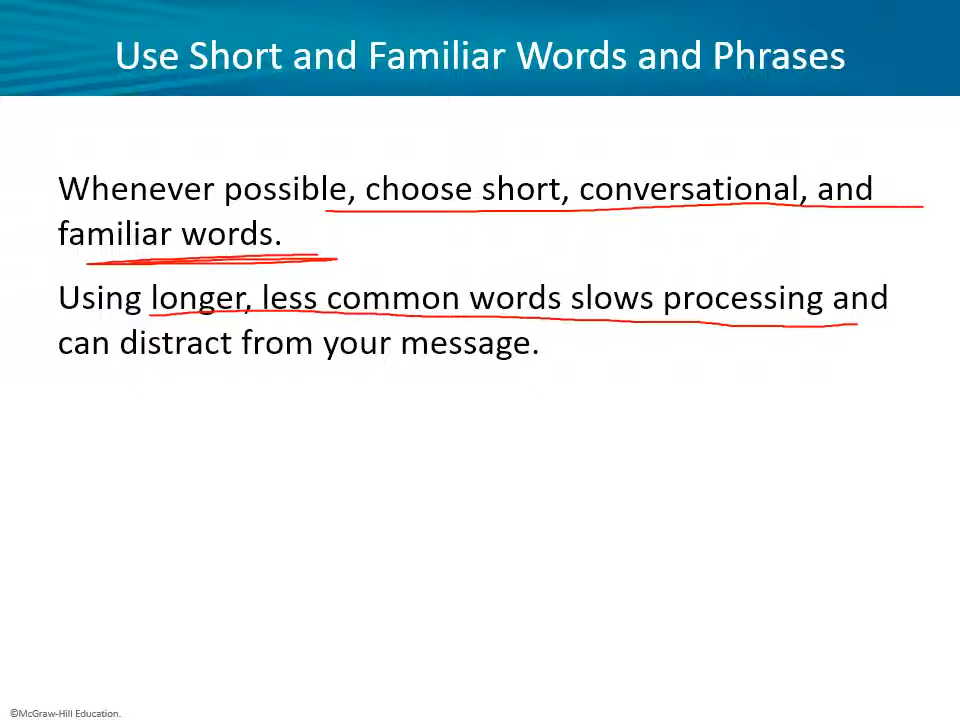 Use Short and Familiar Words and Phrases
Whenever possible, choose short, conversational, and
familiar words.
Using longer, less common words slows processing and
can distract from your message.
©McGraw-Hill Education.